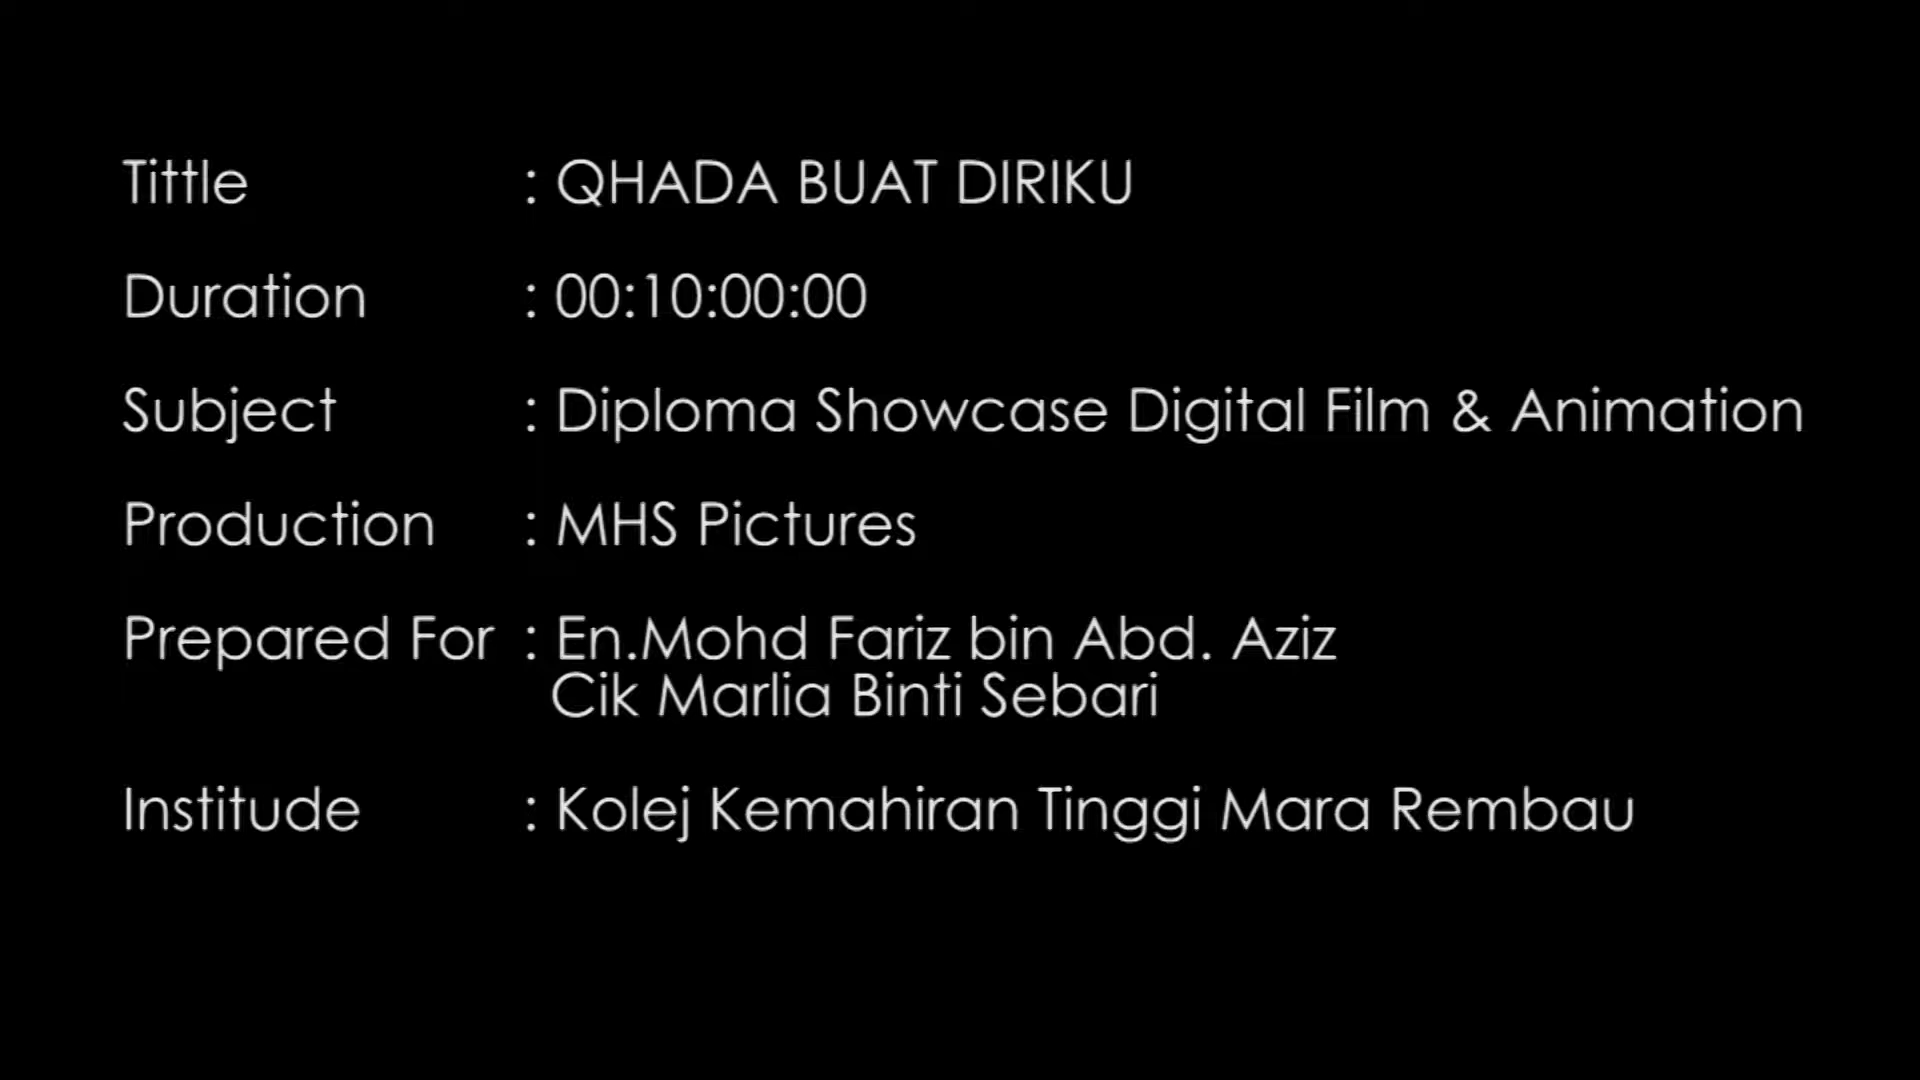 Tittle : QHADA BUAT DIRIKU
Duration : 00:10:00:00
Subject : Diploma Showcase Digital Film & Animation
Production : MHS Pictures
Prepared For : En.Mohd Fariz bin Abd. Aziz
Cik Marlia Binti Sebari
Institude : Kolej Kemahiran Tinggi Mara Rembau